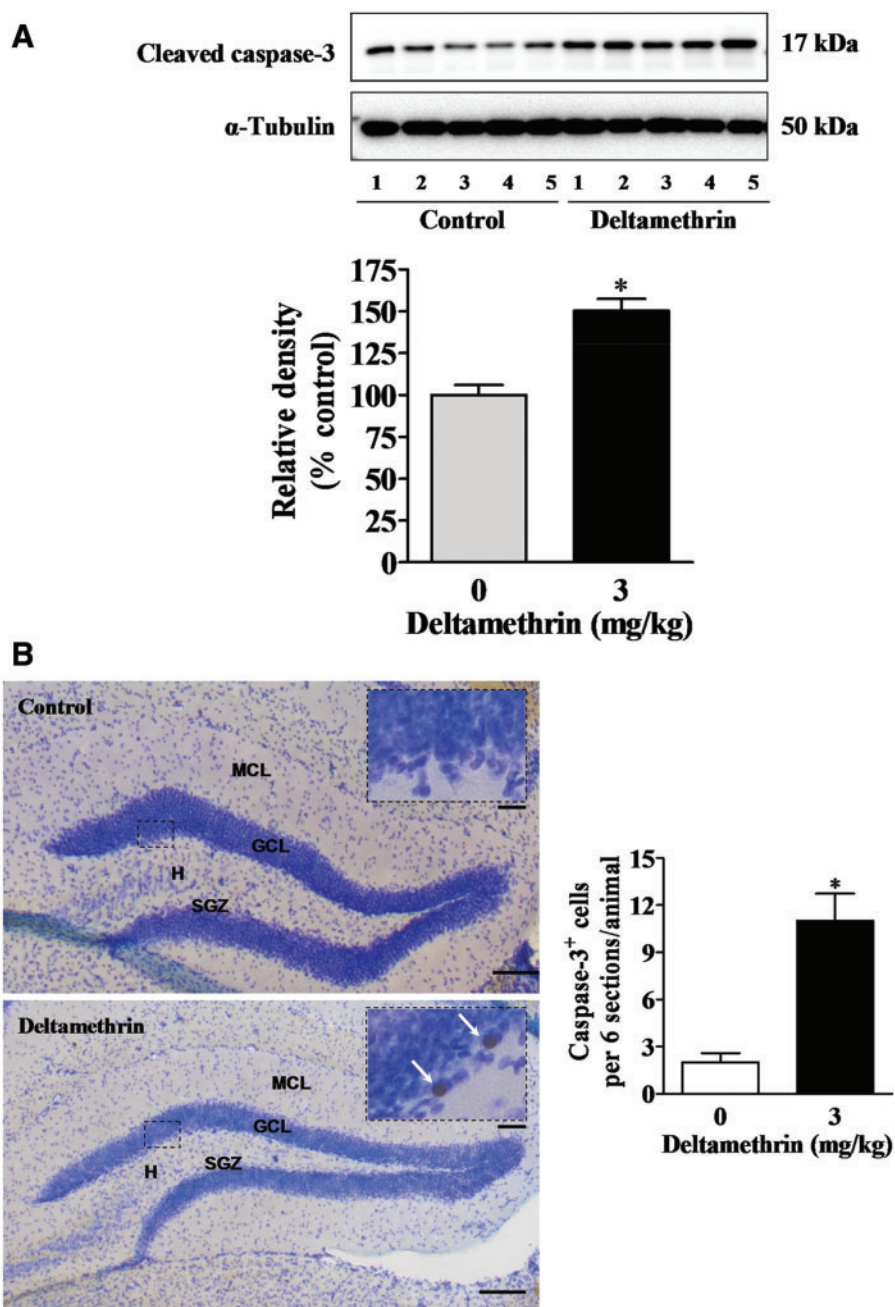 A
Cleaved caspase-3
17 kDa
α-Tubulin
50 kDa
1 2 3 4 5 1 2 3 4 5
Control Deltamethrin
Relative density
(% control)
175
150
125
100
75
50
25
0
*
0 3
Deltamethrin (mg/kg)
B
Control
MCL
GCL
H
SGZ
Deltamethrin
MCL
GCL
SGZ
H
Caspase-3⁺ cells
per 6 sections/animal
15
12
9
6
3
0
*
0 3
Deltamethrin (mg/kg)